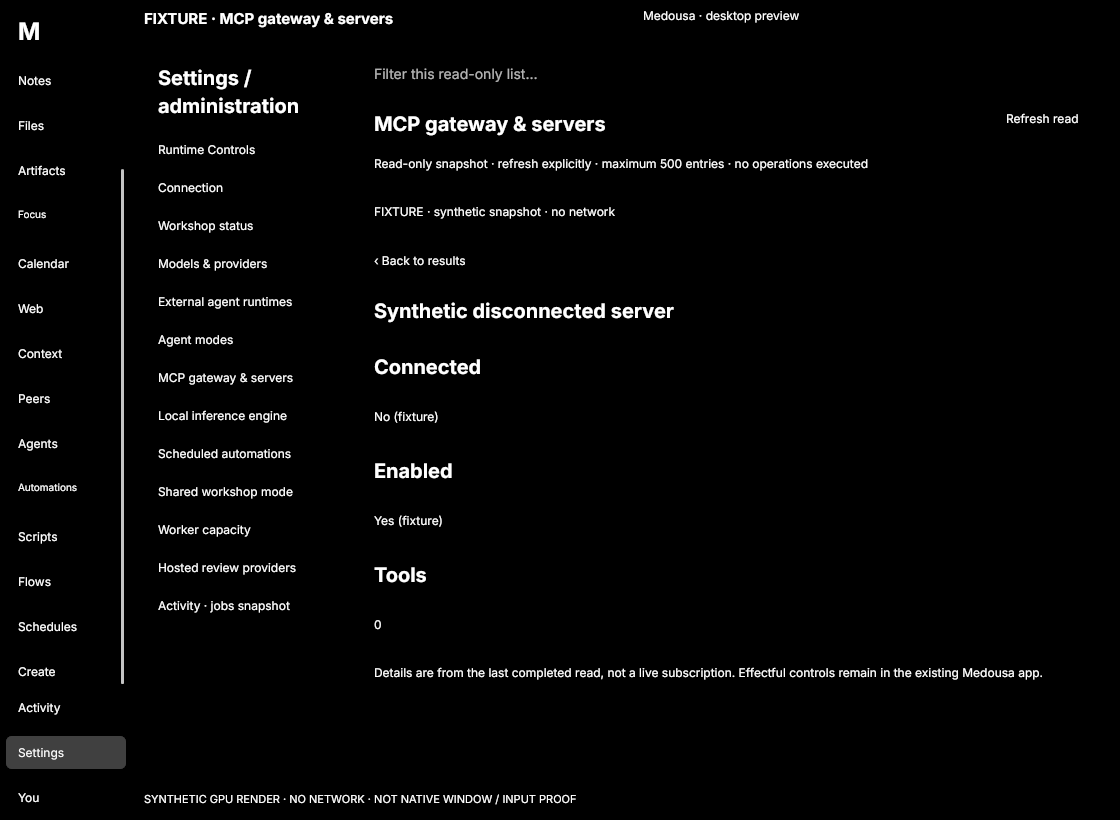 M
Notes
Files
Artifacts
Focus
Calendar
Web
Context
Peers
Agents
Automations
Scripts
Flows
Schedules
Create
Activity
Settings
You
FIXTURE · MCP gateway & servers
Medousa · desktop preview
Settings /
administration
Runtime Controls
Connection
Workshop status
Models & providers
External agent runtimes
Agent modes
MCP gateway & servers
Local inference engine
Scheduled automations
Shared workshop mode
Worker capacity
Hosted review providers
Activity · jobs snapshot
Filter this read-only list...
MCP gateway & servers
Refresh read
Read-only snapshot · refresh explicitly · maximum 500 entries · no operations executed
FIXTURE · synthetic snapshot · no network
‹ Back to results
Synthetic disconnected server
Connected
No (fixture)
Enabled
Yes (fixture)
Tools
0
Details are from the last completed read, not a live subscription. Effectful controls remain in the existing Medousa app.
SYNTHETIC GPU RENDER · NO NETWORK · NOT NATIVE WINDOW / INPUT PROOF